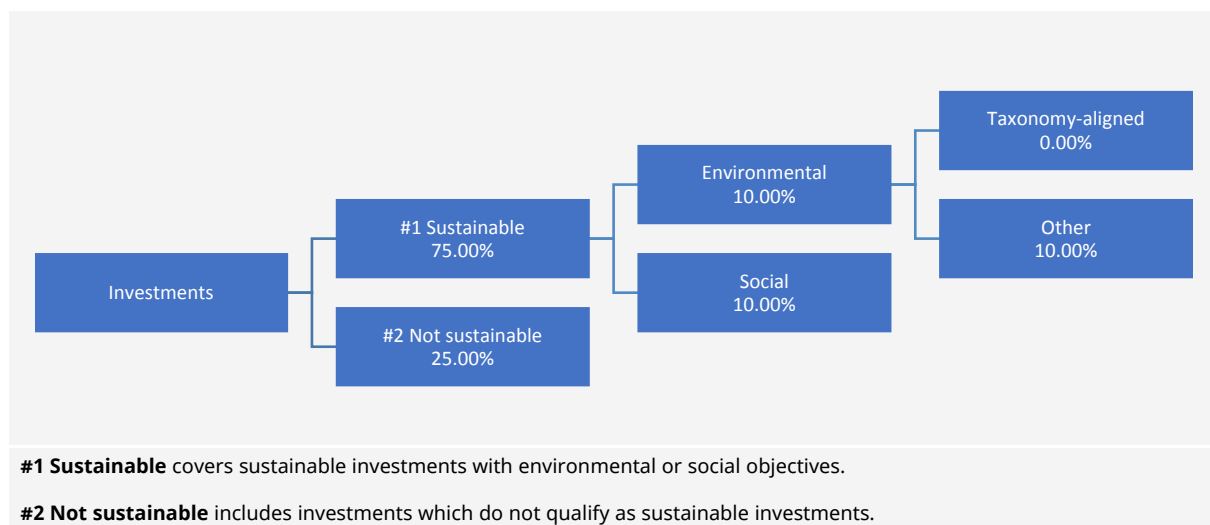 Investments
#1 Sustainable
75.00%
#2 Not sustainable
25.00%
Environmental
10.00%
Social
10.00%
Taxonomy-aligned
0.00%
Other
10.00%
#1 Sustainable covers sustainable investments with environmental or social objectives.
#2 Not sustainable includes investments which do not qualify as sustainable investments.